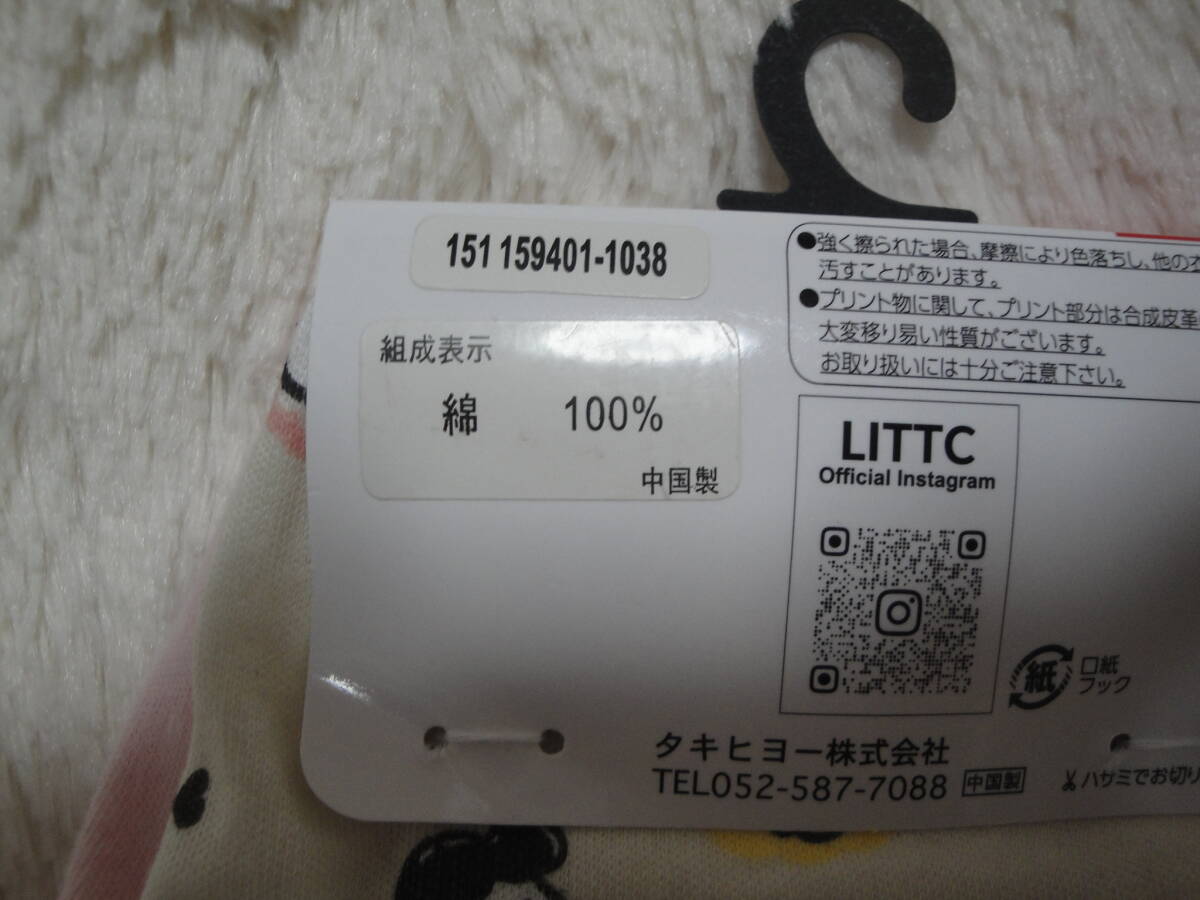 151 159401-1038
組成表示
綿 100%
中国製
●強く擦られた場合、摩擦により色落ちし、他の
汚すことがあります。
●プリント物に関して、プリント部分は合成皮革
大変移り易い性質がございます。
お取り扱いには十分ご注意下さい。
LITTC
Official Instagram
紙
口紙
フック
タキヒヨー株式会社
TEL052-587-7088 中国製
ハサミでお切り